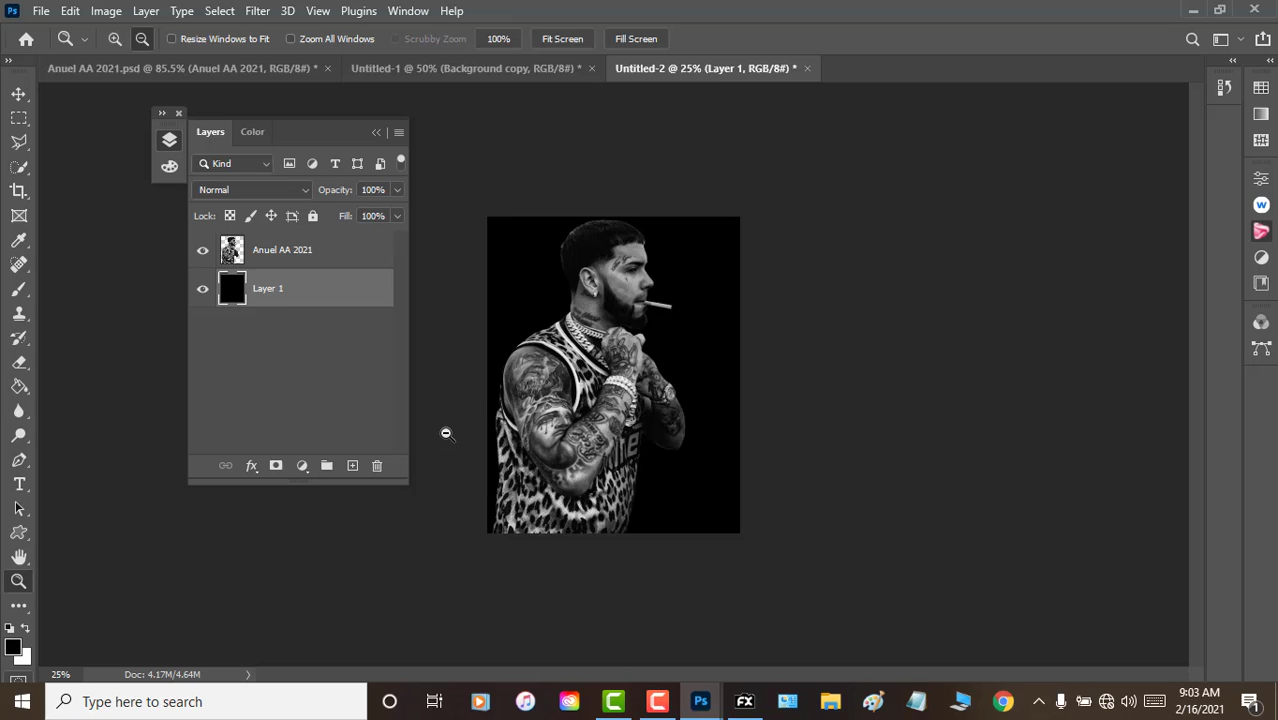 Ps File Edit Image Layer Type Select Filter 3D View Plugins Window Help
Resize Windows to Fit Zoom All Windows Scrubby Zoom 100% Fit Screen Fill Screen
Anuel AA 2021.psd @ 85.5% (Anuel AA 2021, RGB/8#) * × Untitled-1 @ 50% (Background copy, RGB/8#) * × Untitled-2 @ 25% (Layer 1, RGB/8#) * ×
Layers Color
Kind
Normal Opacity: 100%
Lock: Fill: 100%
Anuel AA 2021
Layer 1
fx
25% Doc: 4.17M/4.64M
Type here to search
Ps FX
9:03 AM
2/16/2021